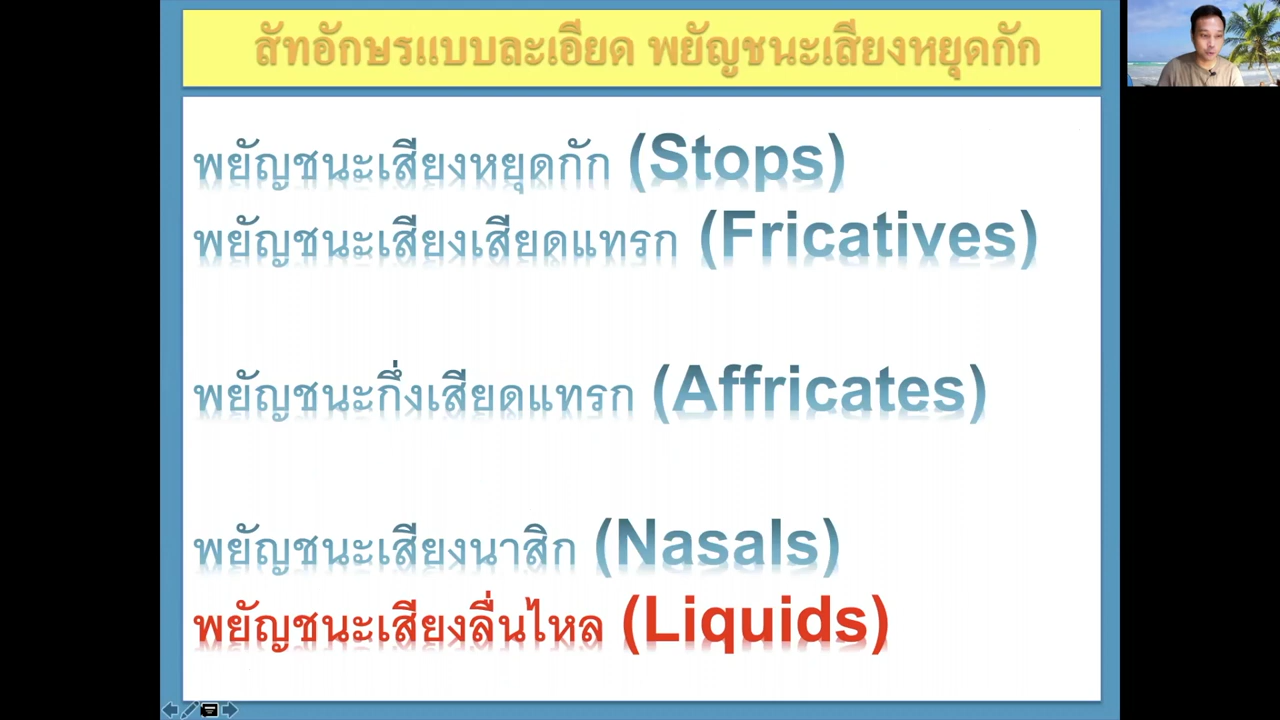 สัทอักษรแบบละเอียด พยัญชนะเสียงหยุดกัก
พยัญชนะเสียงหยุดกัก (Stops)
พยัญชนะเสียงเสียดแทรก (Fricatives)
พยัญชนะกึ่งเสียดแทรก (Affricates)
พยัญชนะเสียงนาสิก (Nasals)
พยัญชนะเสียงลื่นไหล (Liquids)